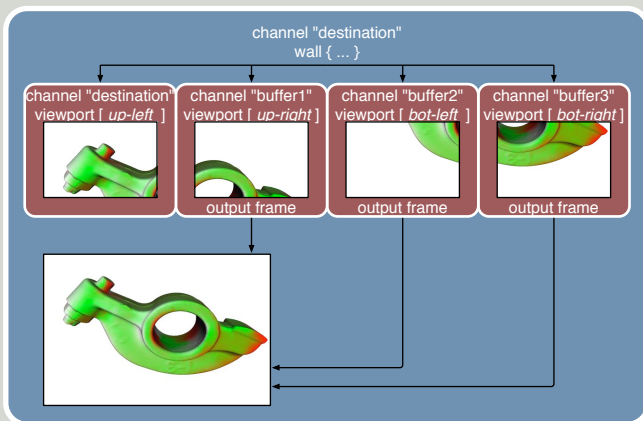 channel "destination"
wall { ... }
channel "destination"
viewport [ up-left ]
channel "buffer1"
viewport [ up-right ]
output frame
channel "buffer2"
viewport [ bot-left ]
output frame
channel "buffer3"
viewport [ bot-right ]
output frame